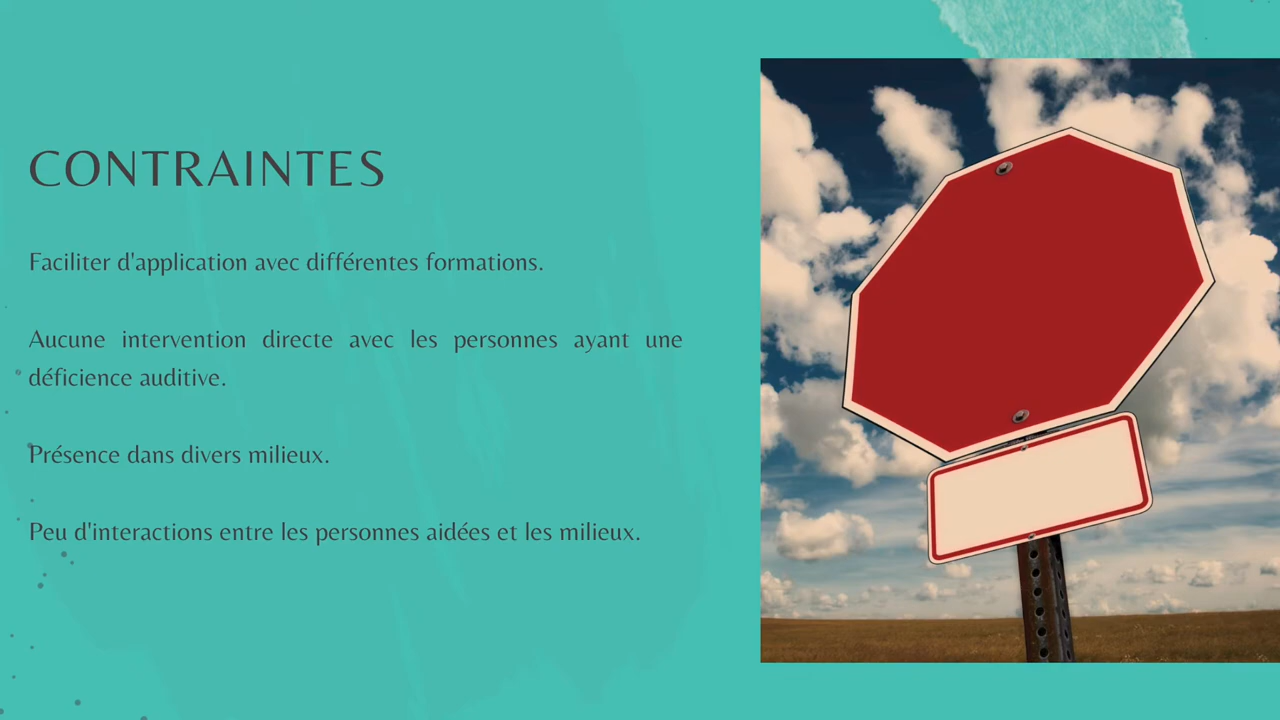 CONTRAINTES
Faciliter d'application avec différentes formations.
Aucune intervention directe avec les personnes ayant une
déficience auditive.
Présence dans divers milieux.
Peu d'interactions entre les personnes aidées et les milieux.